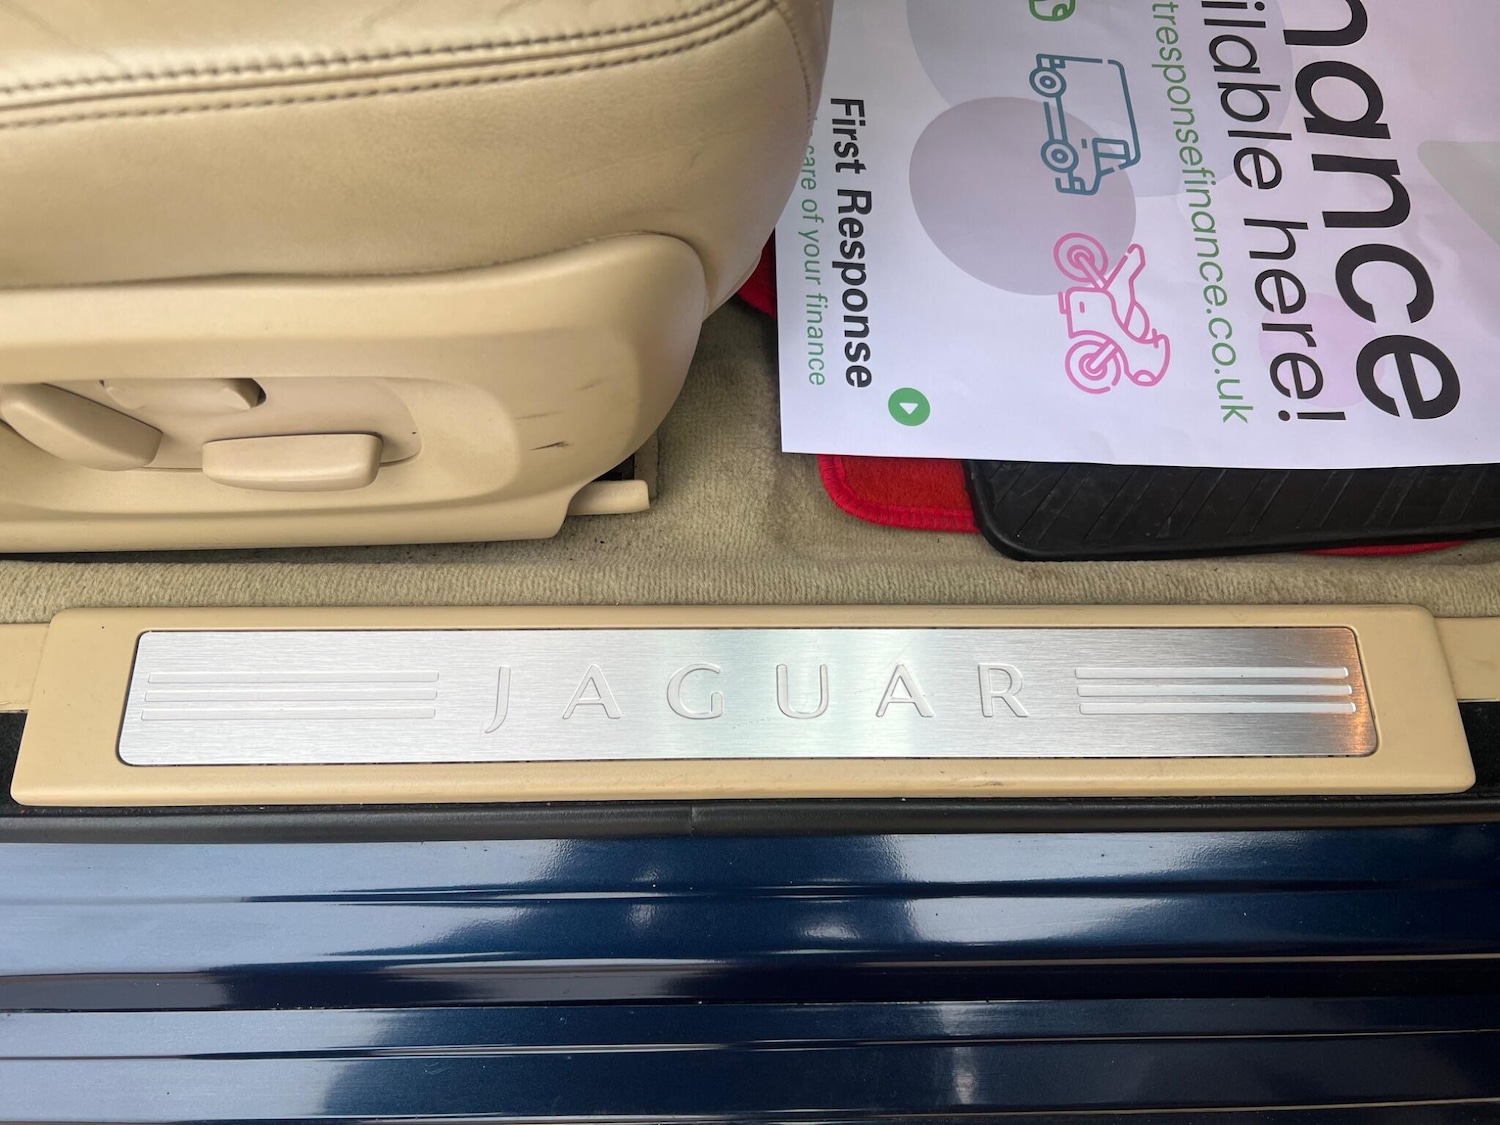 nance
ilable here!
tresponsefinance.co.uk
First Response
care of your finance
JAGUAR